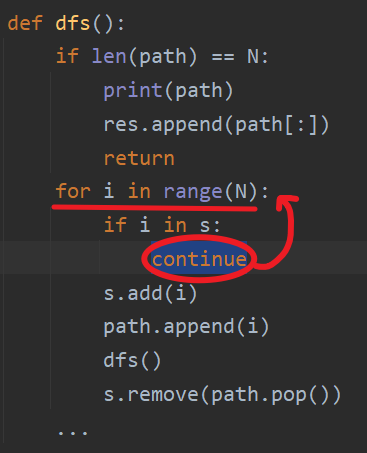 def dfs():
    if len(path) == N:
        print(path)
        res.append(path[:])
        return
    for i in range(N):
        if i in s:
            continue
        s.add(i)
        path.append(i)
        dfs()
        s.remove(path.pop())
    ...